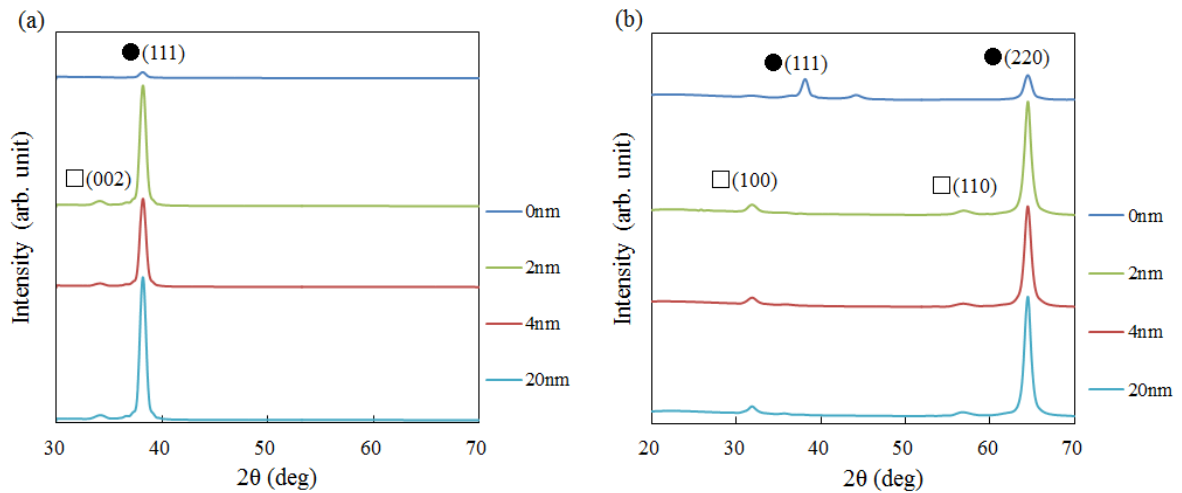 (a)
●(111)
□(002)
Intensity (arb. unit)
0nm
2nm
4nm
20nm
30 40 50 60 70
2θ (deg)
(b)
●(111)
●(220)
□(100)
□(110)
Intensity (arb. unit)
0nm
2nm
4nm
20nm
20 30 40 50 60 70
2θ (deg)